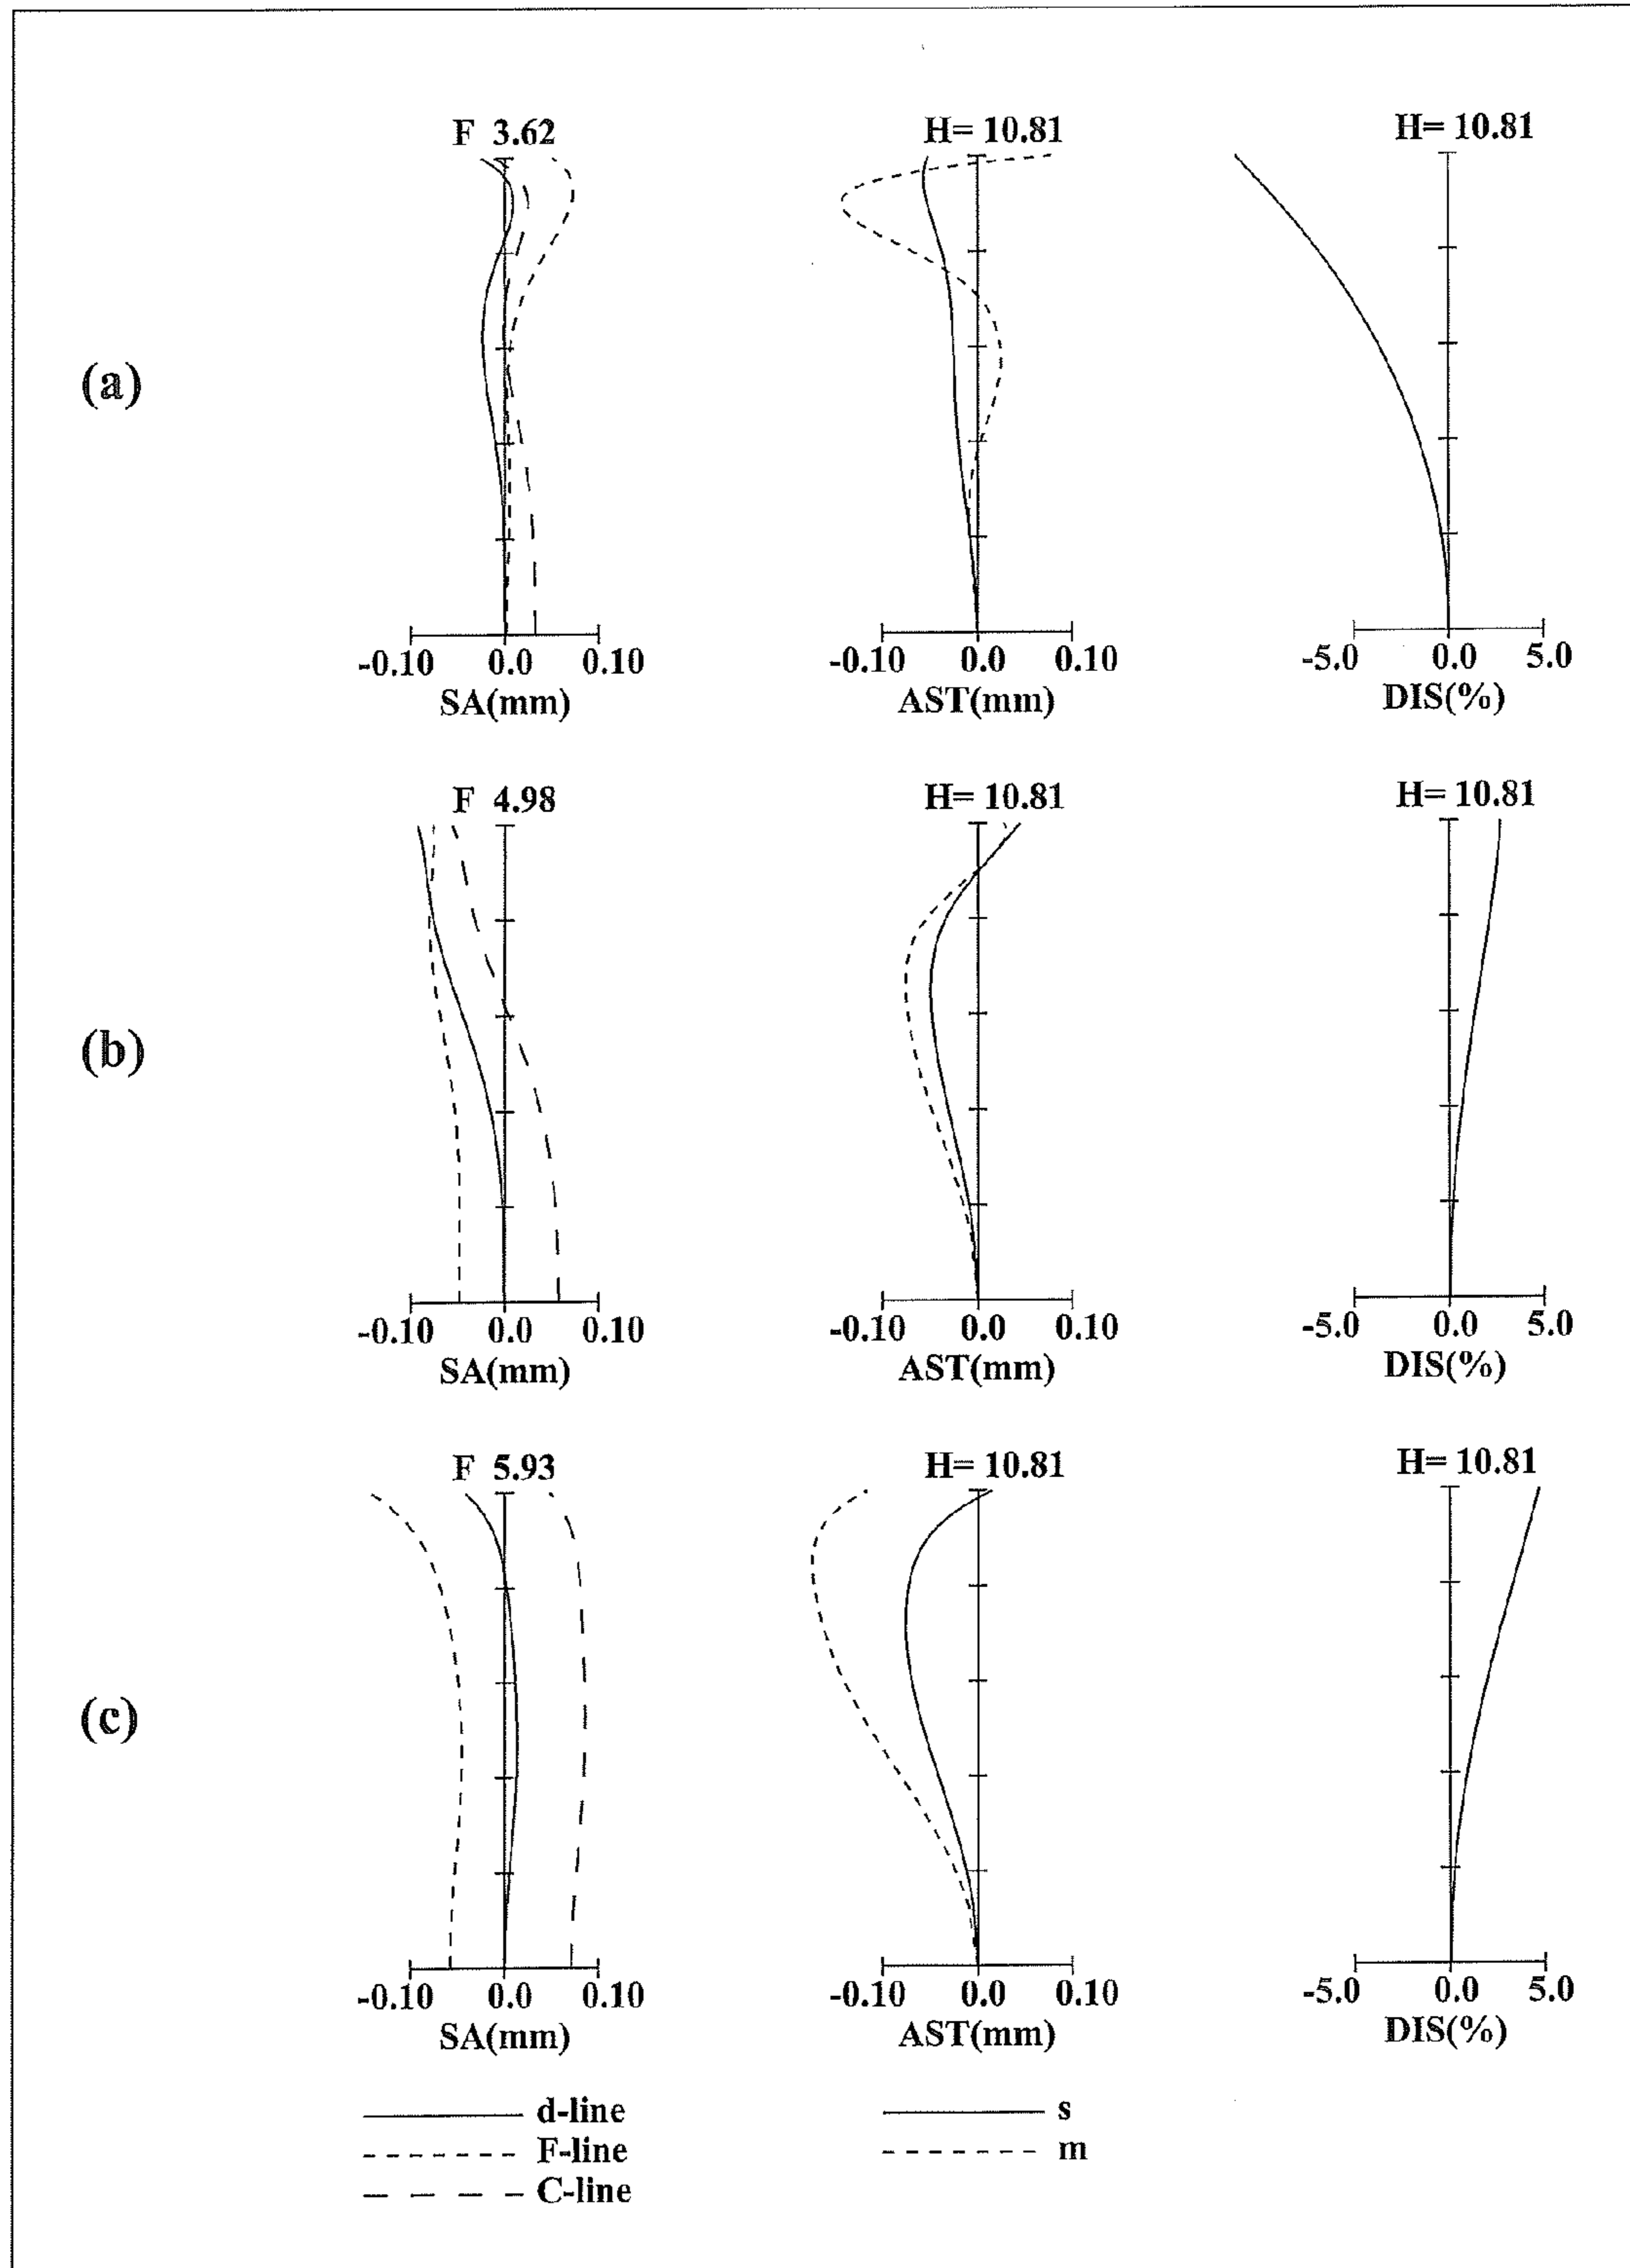 F 3.62 H= 10.81 H= 10.81
(a)
-0.10 0.0 0.10 -0.10 0.0 0.10 -5.0 0.0 5.0
SA(mm) AST(mm) DIS(%)
F 4.98 H= 10.81 H= 10.81
(b)
-0.10 0.0 0.10 -0.10 0.0 0.10 -5.0 0.0 5.0
SA(mm) AST(mm) DIS(%)
F 5.93 H= 10.81 H= 10.81
(c)
-0.10 0.0 0.10 -0.10 0.0 0.10 -5.0 0.0 5.0
SA(mm) AST(mm) DIS(%)
d-line s
F-line m
C-line